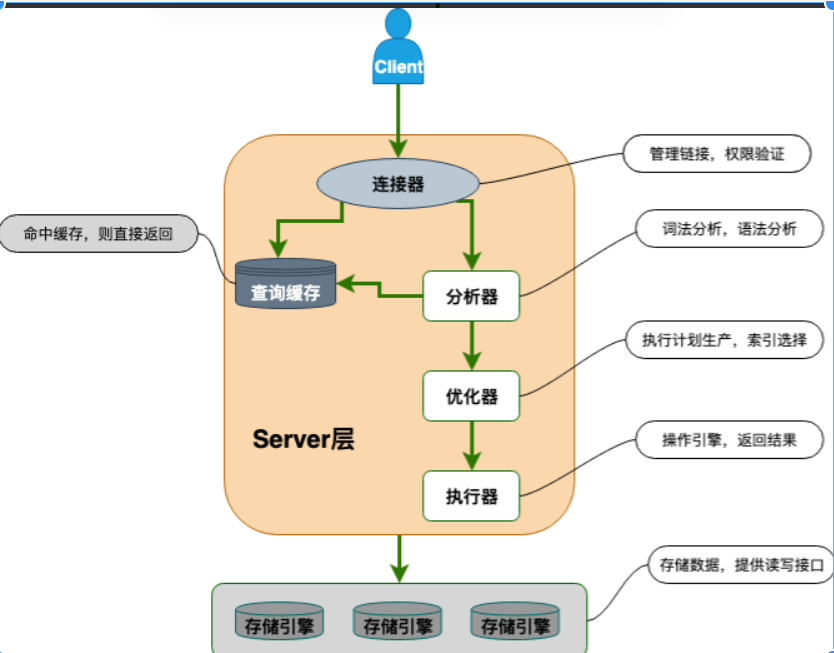 Client
连接器
管理链接，权限验证
命中缓存，则直接返回
词法分析，语法分析
查询缓存
分析器
执行计划生产，索引选择
优化器
Server层
操作引擎，返回结果
执行器
存储数据，提供读写接口
存储引擎
存储引擎
存储引擎